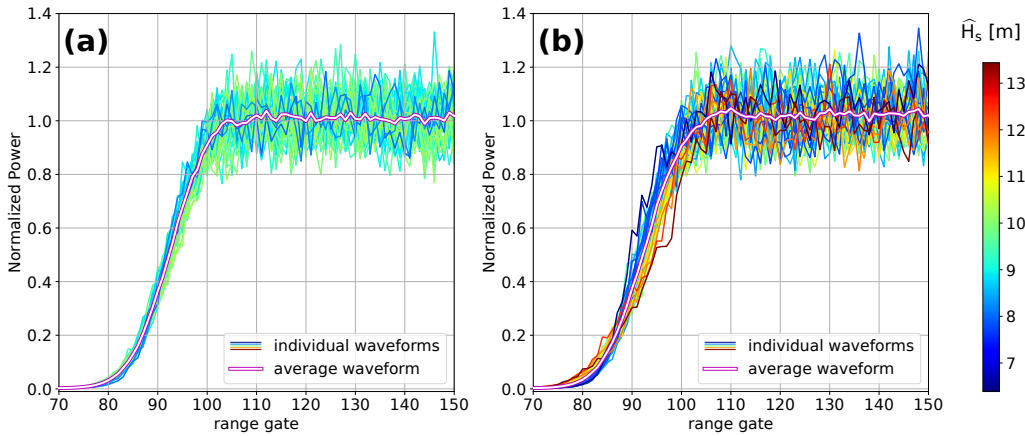 (a)
Normalized Power
1.4
1.2
1.0
0.8
0.6
0.4
0.2
0.0
individual waveforms
average waveform
70 80 90 100 110 120 130 140 150
range gate
(b)
Normalized Power
1.4
1.2
1.0
0.8
0.6
0.4
0.2
0.0
individual waveforms
average waveform
70 80 90 100 110 120 130 140 150
range gate
Ĥs [m]
13
12
11
10
9
8
7